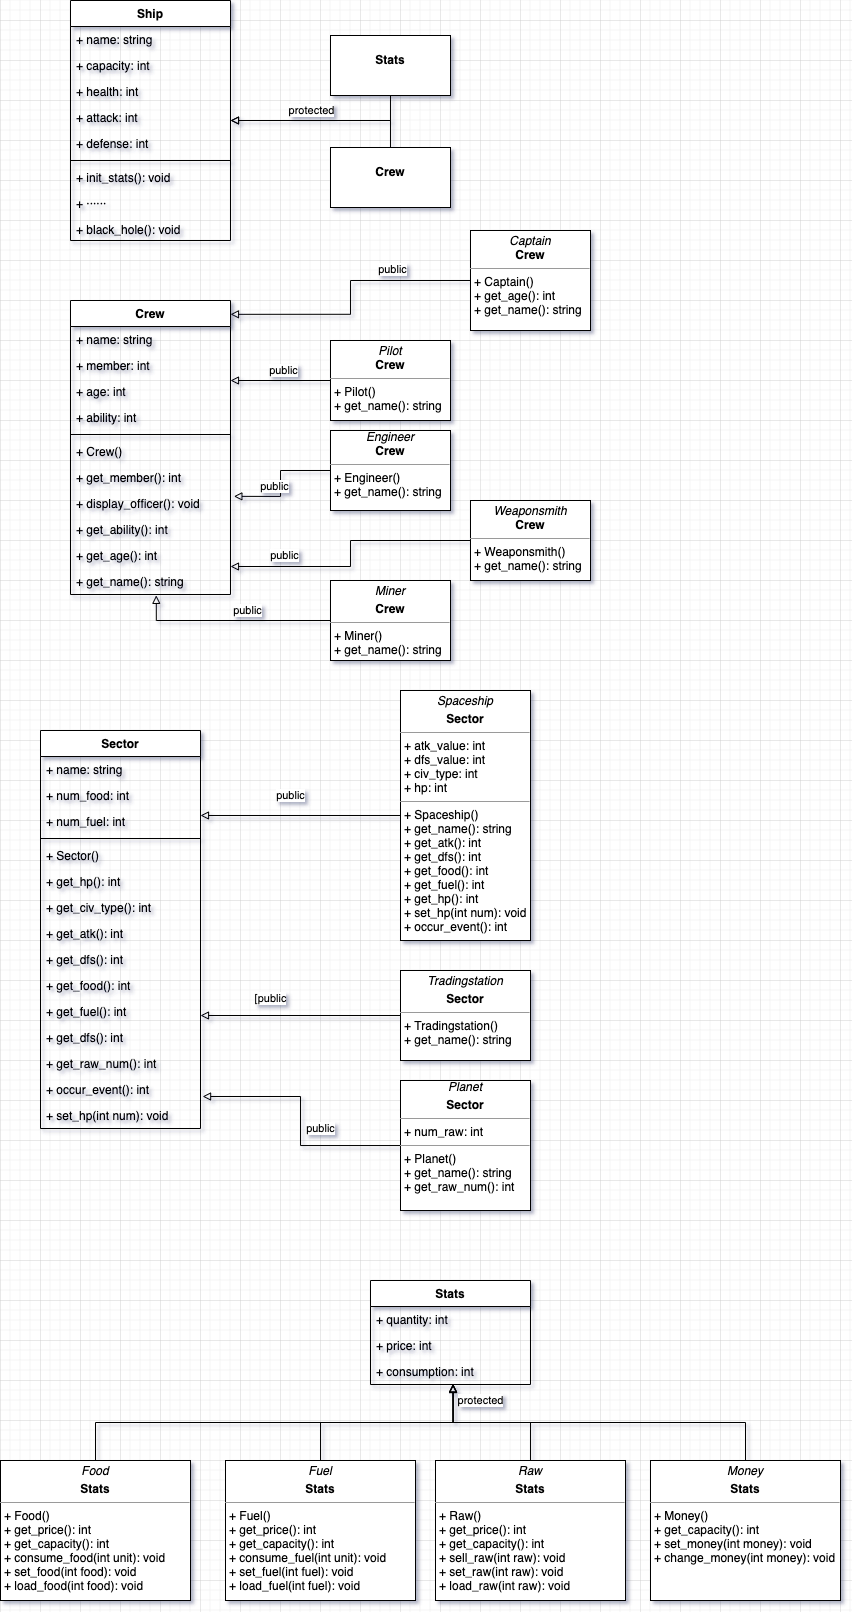 Ship
+ name: string
+ capacity: int
+ health: int
+ attack: int
+ defense: int
+ init_stats(): void
+ ······
+ black_hole(): void
Stats
protected
Crew
Captain
Crew
+ Captain()
+ get_age(): int
+ get_name(): string
public
Crew
+ name: string
+ member: int
+ age: int
+ ability: int
+ Crew()
+ get_member(): int
+ display_officer(): void
+ get_ability(): int
+ get_age(): int
+ get_name(): string
public
Pilot
Crew
+ Pilot()
+ get_name(): string
public
Engineer
Crew
+ Engineer()
+ get_name(): string
public
Weaponsmith
Crew
+ Weaponsmith()
+ get_name(): string
public
Miner
Crew
+ Miner()
+ get_name(): string
Sector
+ name: string
+ num_food: int
+ num_fuel: int
+ Sector()
+ get_hp(): int
+ get_civ_type(): int
+ get_atk(): int
+ get_dfs(): int
+ get_food(): int
+ get_fuel(): int
+ get_dfs(): int
+ get_raw_num(): int
+ occur_event(): int
+ set_hp(int num): void
public
Spaceship
Sector
+ atk_value: int
+ dfs_value: int
+ civ_type: int
+ hp: int
+ Spaceship()
+ get_name(): string
+ get_atk(): int
+ get_dfs(): int
+ get_food(): int
+ get_fuel(): int
+ get_hp(): int
+ set_hp(int num): void
+ occur_event(): int
[public
Tradingstation
Sector
+ Tradingstation()
+ get_name(): string
public
Planet
Sector
+ num_raw: int
+ Planet()
+ get_name(): string
+ get_raw_num(): int
Stats
+ quantity: int
+ price: int
+ consumption: int
protected
Food
Stats
+ Food()
+ get_price(): int
+ get_capacity(): int
+ consume_food(int unit): void
+ set_food(int food): void
+ load_food(int food): void
Fuel
Stats
+ Fuel()
+ get_price(): int
+ get_capacity(): int
+ consume_fuel(int unit): void
+ set_fuel(int fuel): void
+ load_fuel(int fuel): void
Raw
Stats
+ Raw()
+ get_price(): int
+ get_capacity(): int
+ sell_raw(int raw): void
+ set_raw(int raw): void
+ load_raw(int raw): void
Money
Stats
+ Money()
+ get_capacity(): int
+ set_money(int money): void
+ change_money(int money): void